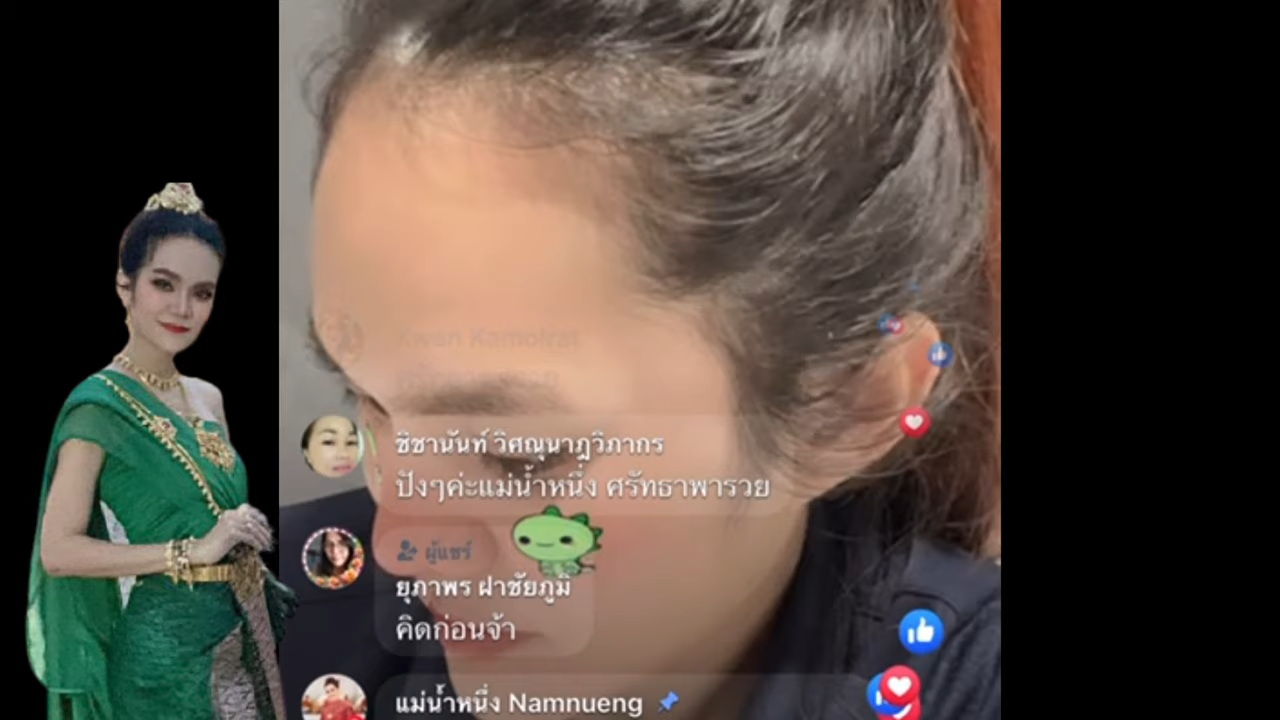 Kwan Kamolrat
ชิชานันท์ วิศณุนาฎวิภากร
ปังๆค่ะแม่น้ำหนึ่ง ศรัทธาพารวย
ผู้แชร์
ยุภาพร ฝาชัยภูมิ
คิดก่อนจ้า
แม่น้ำหนึ่ง Namnueng